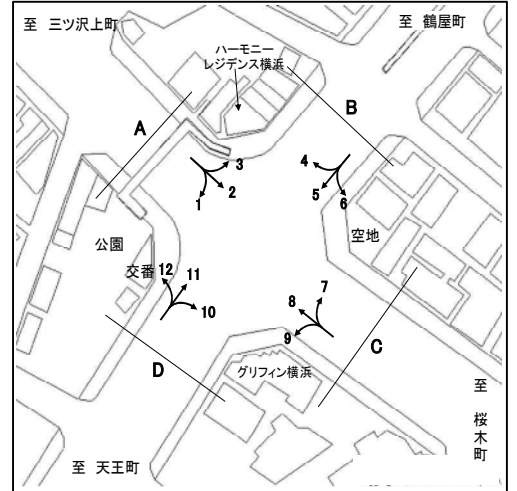 至 三ツ沢上町
至 鶴屋町
ハーモニー
レジデンス横浜
A
B
3
2
1
4
5
6
空地
公園
交番
12
11
10
7
8
9
C
D
グリフィン横浜
至
桜
木
町
至 天王町